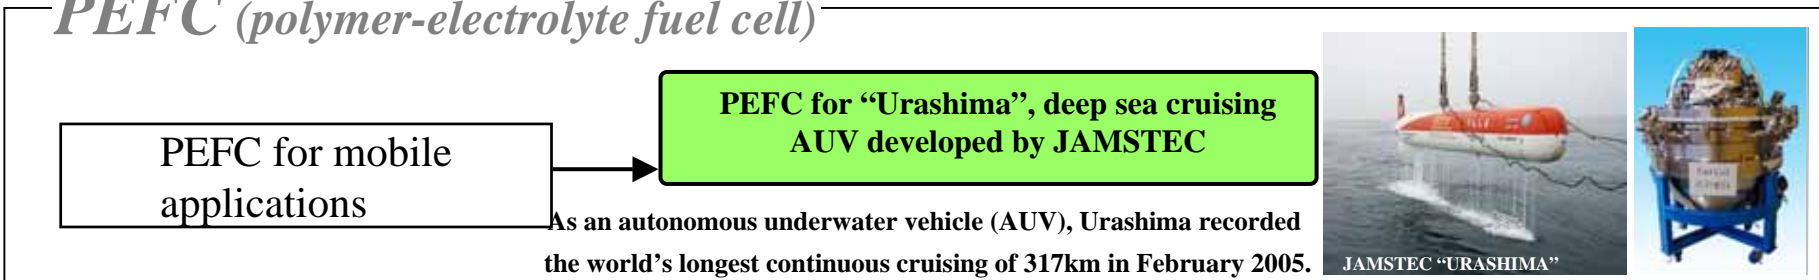 PEFC (polymer-electrolyte fuel cell)
PEFC for “Urashima”, deep sea cruising
AUV developed by JAMSTEC
PEFC for mobile
applications
As an autonomous underwater vehicle (AUV), Urashima recorded
the world’s longest continuous cruising of 317km in February 2005.
JAMSTEC “URASHIMA”